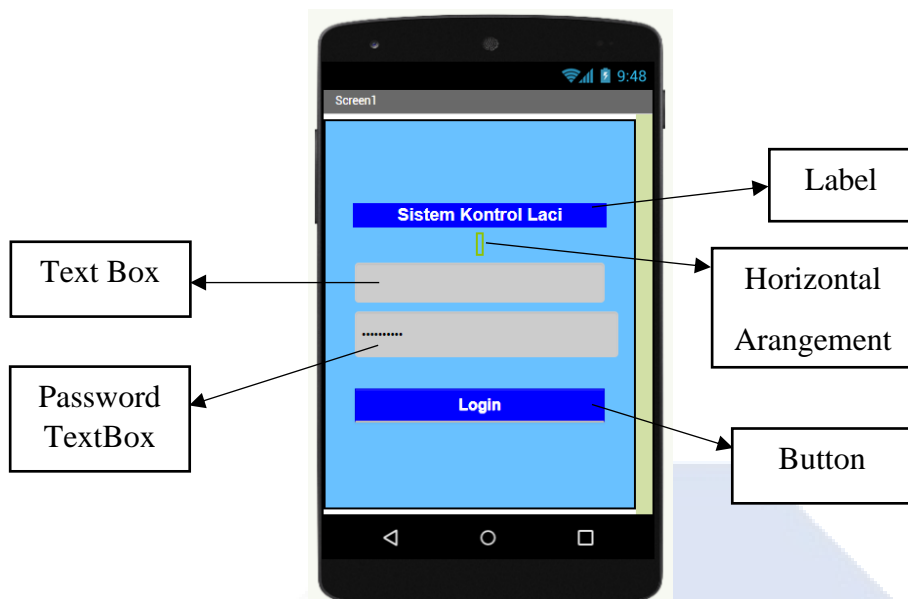 9:48
Screen1
Label
Sistem Kontrol Laci
Text Box
Horizontal
Arangement
••••••••••
Password
TextBox
Login
Button